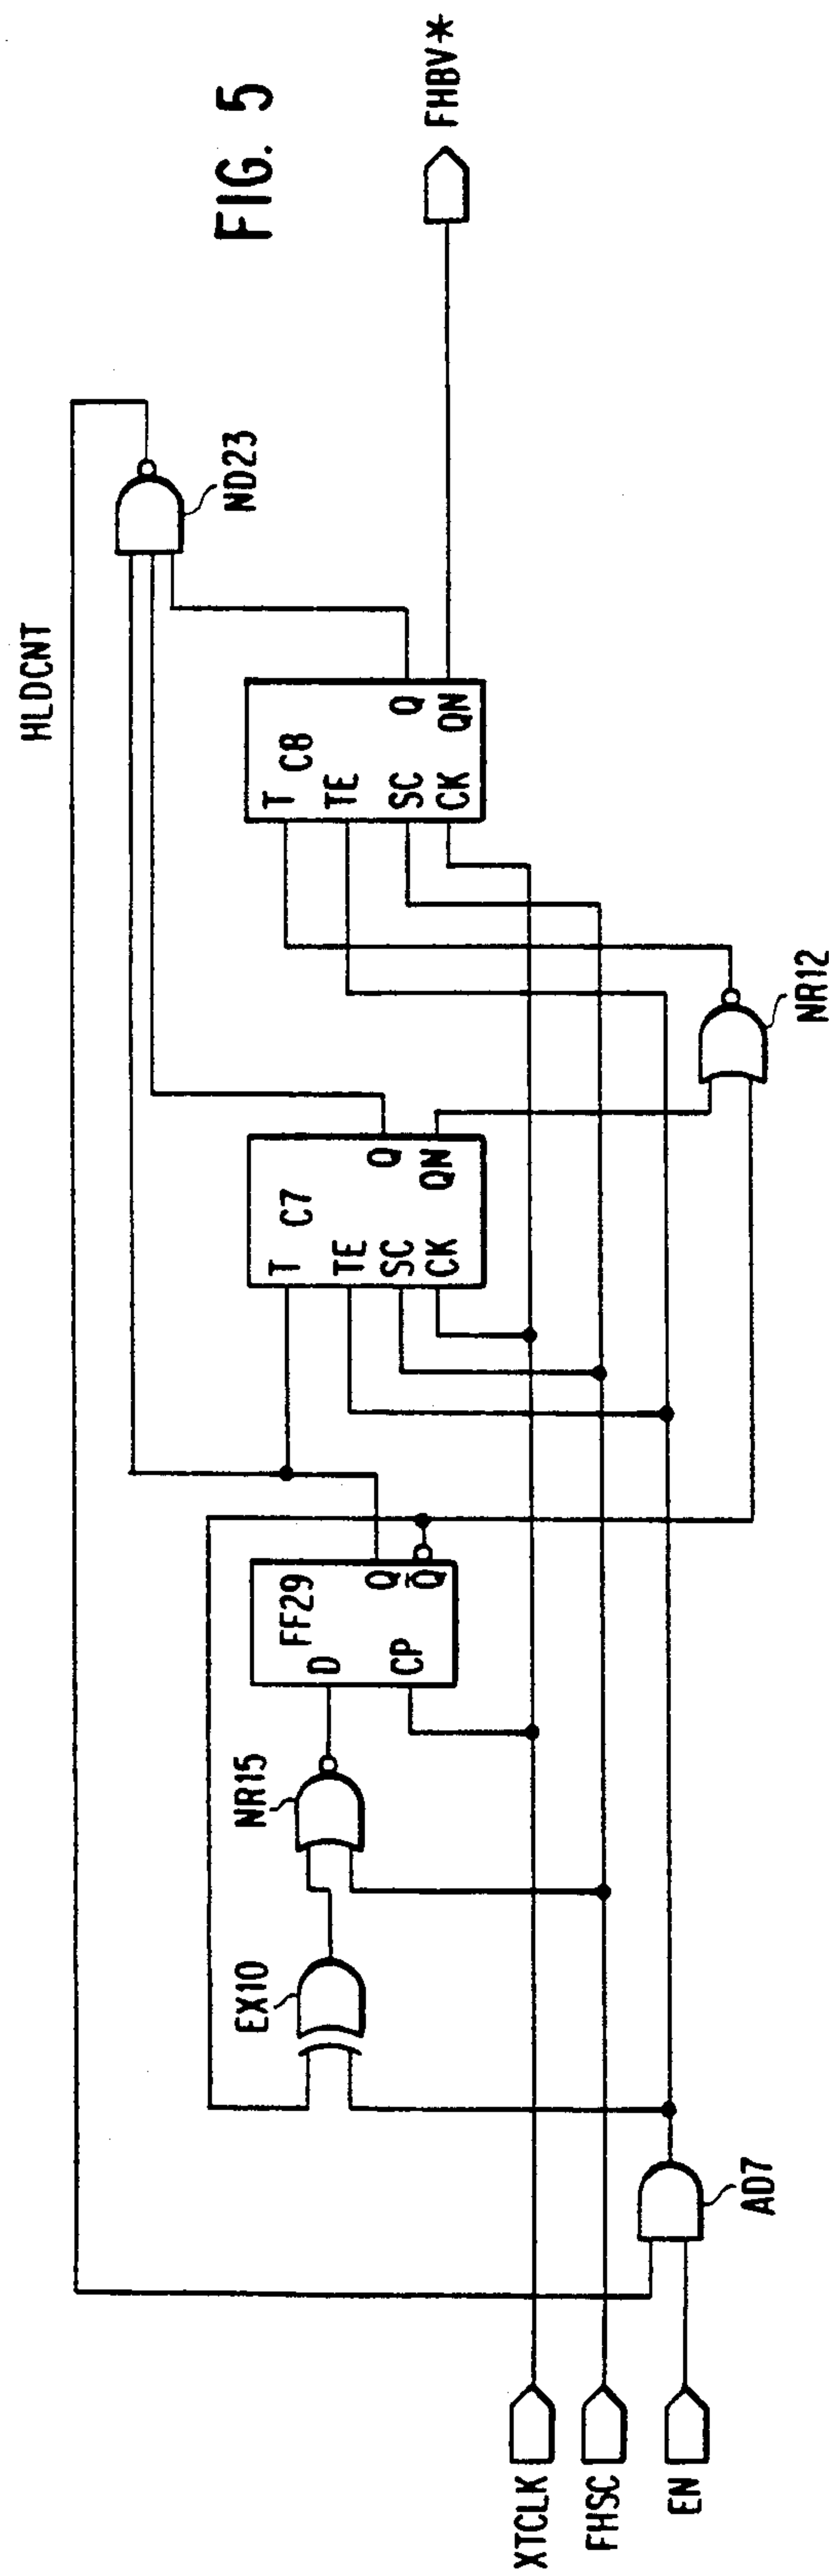 FIG. 5
HLDCNT
ND23
FHBV*
T
C8
TE
SC
CK
Q
QN
T
C7
TE
SC
CK
Q
QN
NR12
FF29
D
CP
Q
Q̅
NR15
EX10
AD7
XTCLK
FHSC
EN